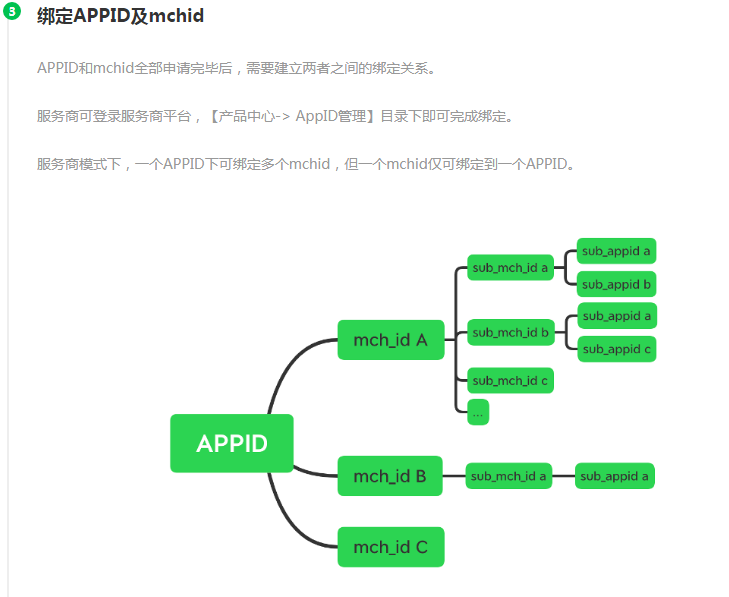 3 绑定APPID及mchid
APPID和mchid全部申请完毕后，需要建立两者之间的绑定关系。
服务商可登录服务商平台，【产品中心-> AppID管理】目录下即可完成绑定。
服务商模式下，一个APPID下可绑定多个mchid，但一个mchid仅可绑定到一个APPID。
APPID
mch_id A
sub_mch_id a
sub_appid a
sub_appid b
sub_mch_id b
sub_appid a
sub_appid c
sub_mch_id c
...
mch_id B
sub_mch_id a
sub_appid a
mch_id C